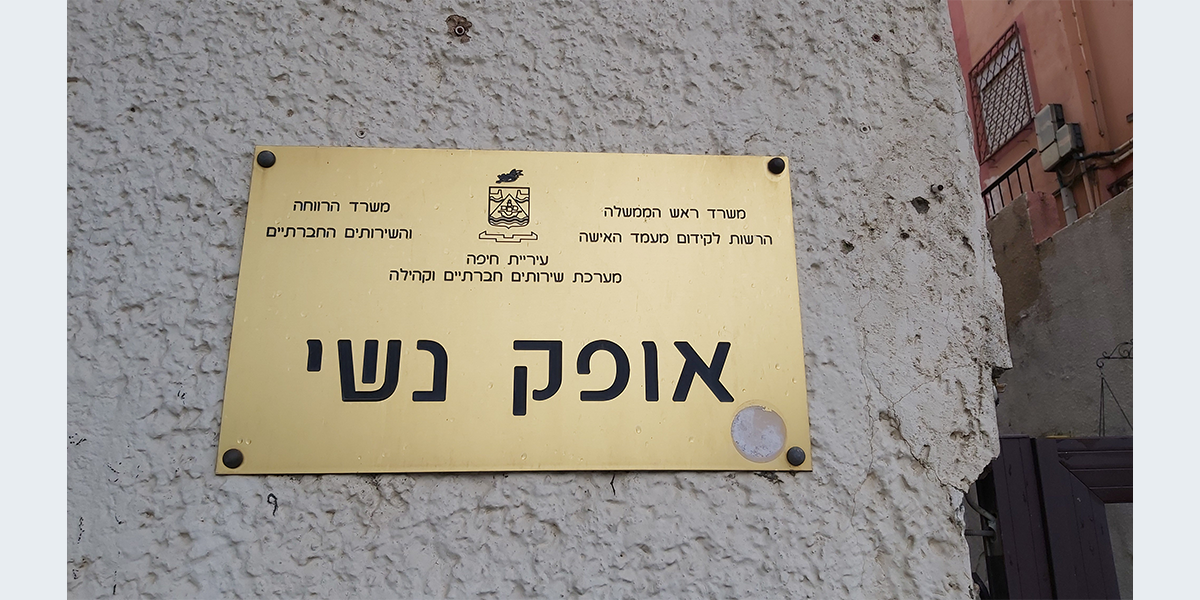 משרד ראש הממשלה
הרשות לקידום מעמד האישה
משרד הרווחה
והשירותים החברתיים
עיריית חיפה
מערכת שירותים חברתיים וקהילה
אופק נשי